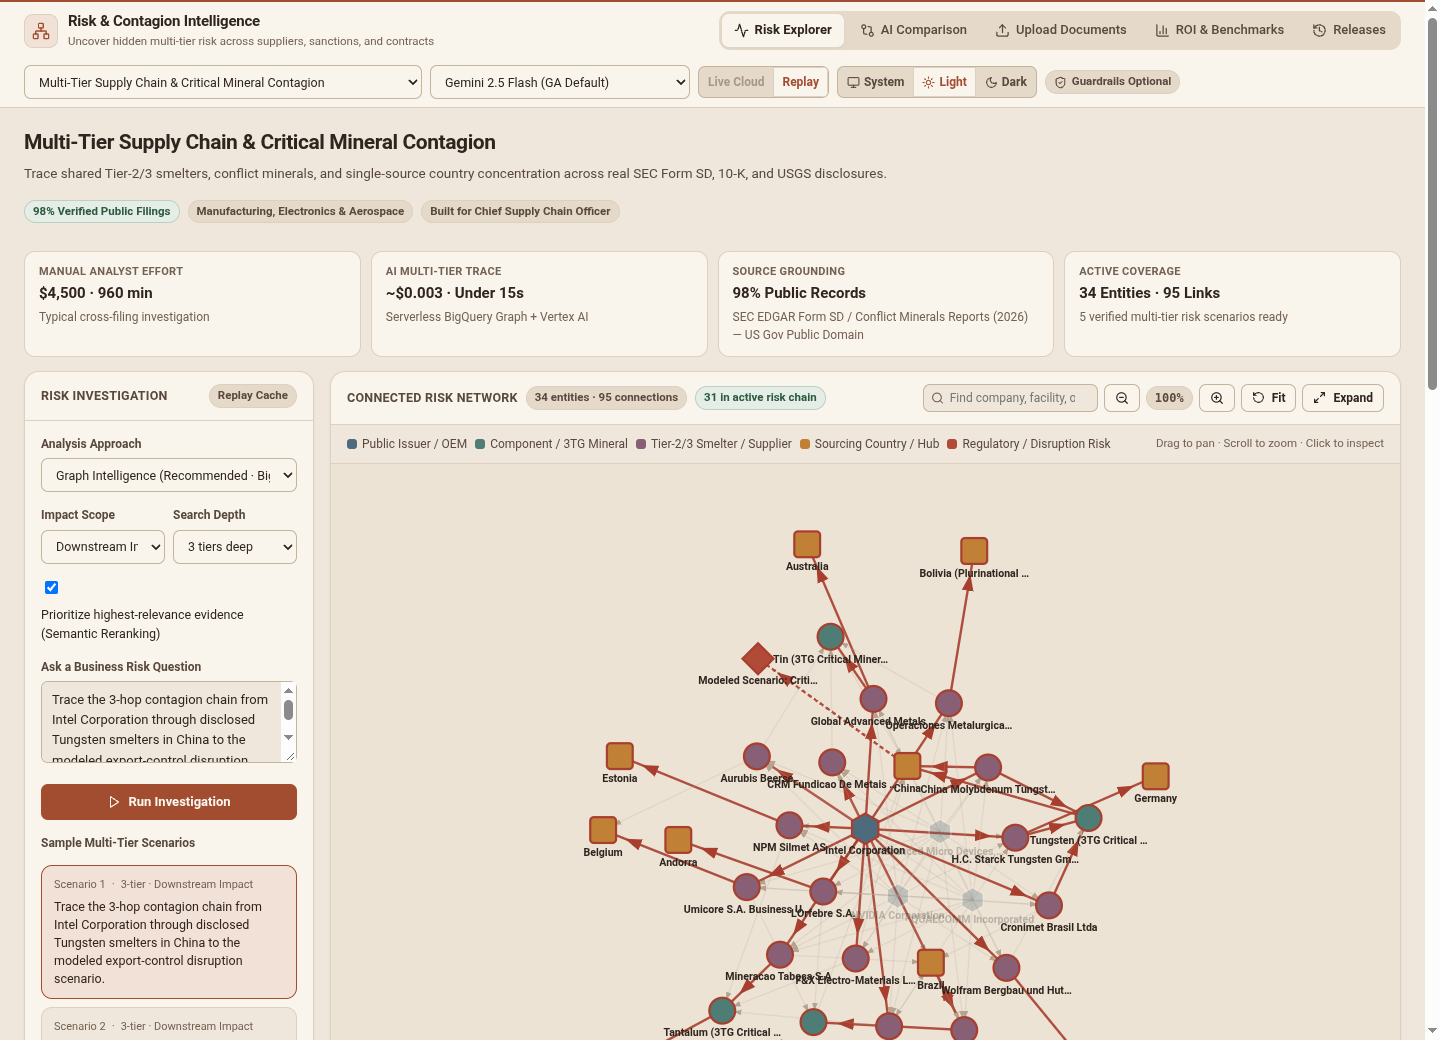 Risk & Contagion Intelligence
Uncover hidden multi-tier risk across suppliers, sanctions, and contracts
Risk Explorer
AI Comparison
Upload Documents
ROI & Benchmarks
Releases
Multi-Tier Supply Chain & Critical Mineral Contagion
Gemini 2.5 Flash (GA Default)
Live Cloud
Replay
System
Light
Dark
Guardrails Optional
Multi-Tier Supply Chain & Critical Mineral Contagion
Trace shared Tier-2/3 smelters, conflict minerals, and single-source country concentration across real SEC Form SD, 10-K, and USGS disclosures.
98% Verified Public Filings
Manufacturing, Electronics & Aerospace
Built for Chief Supply Chain Officer
MANUAL ANALYST EFFORT
$4,500 · 960 min
Typical cross-filing investigation
AI MULTI-TIER TRACE
~$0.003 · Under 15s
Serverless BigQuery Graph + Vertex AI
SOURCE GROUNDING
98% Public Records
SEC EDGAR Form SD / Conflict Minerals Reports (2026)
— US Gov Public Domain
ACTIVE COVERAGE
34 Entities · 95 Links
5 verified multi-tier risk scenarios ready
RISK INVESTIGATION
Replay Cache
Analysis Approach
Graph Intelligence (Recommended · Big
Impact Scope
Search Depth
Downstream Ir
3 tiers deep
Prioritize highest-relevance evidence
(Semantic Reranking)
Ask a Business Risk Question
Trace the 3-hop contagion chain from
Intel Corporation through disclosed
Tungsten smelters in China to the
modeled export-control disruption
Run Investigation
Sample Multi-Tier Scenarios
Scenario 1 · 3-tier · Downstream Impact
Trace the 3-hop contagion chain from
Intel Corporation through disclosed
Tungsten smelters in China to the
modeled export-control disruption
scenario.
Scenario 2 · 3-tier · Downstream Impact
CONNECTED RISK NETWORK
34 entities · 95 connections
31 in active risk chain
Find company, facility, o
100%
Fit
Expand
Public Issuer / OEM
Component / 3TG Mineral
Tier-2/3 Smelter / Supplier
Sourcing Country / Hub
Regulatory / Disruption Risk
Drag to pan · Scroll to zoom · Click to inspect
Australia
Bolivia (Plurinational ...
Tin (3TG Critical Miner...
Modeled Scenario: Criti...
Global Advanced Metals
Operaciones Metalurgica...
Estonia
Aurubis Beerse
CRM Fundicao De Metais ...
China
China Molybdenum Tungst...
Germany
NPM Silmet AS
Intel Corporation
Micro Devices
Tungsten (3TG Critical ...
H.C. Starck Tungsten Gm...
Belgium
Andorra
Umicore S.A. Business U
L'Orfebre S.A.
NVIDIA Corporation
QUALCOMM Incorporated
Cronimet Brasil Ltda
Mineracao Taboca S.A.
F&X Electro-Materials L...
Brazil
Wolfram Bergbau und Hut...
Tantalum (3TG Critical ...